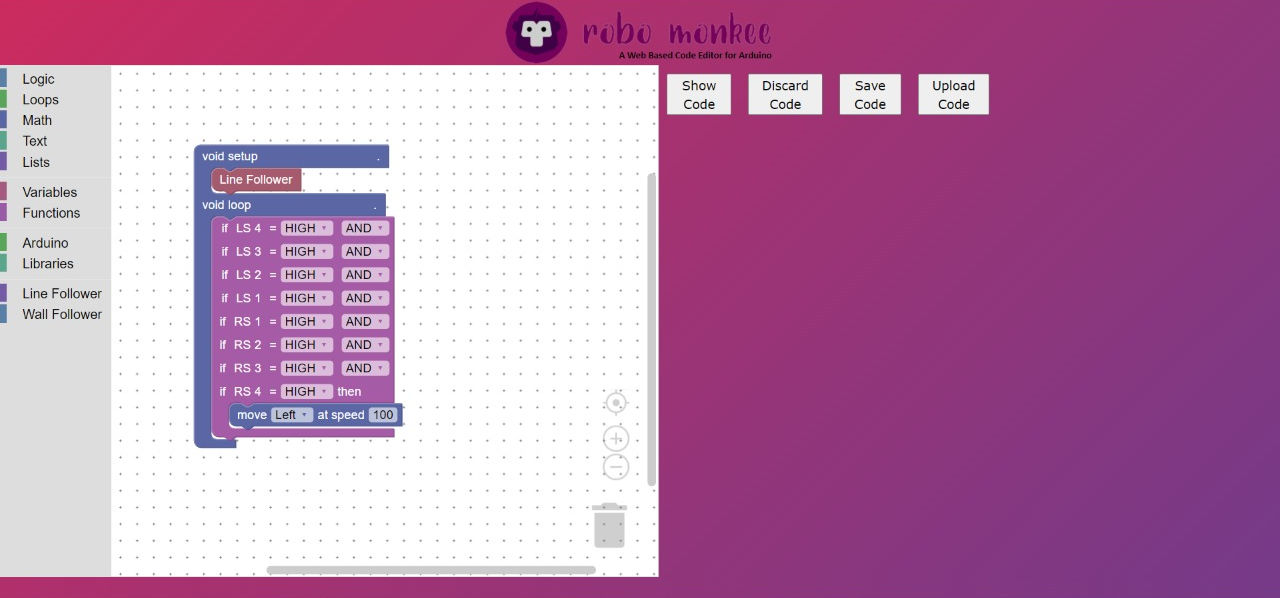 robo monkee
A Web Based Code Editor for Arduino
Logic
Loops
Math
Text
Lists
Variables
Functions
Arduino
Libraries
Line Follower
Wall Follower
void setup .
Line Follower
void loop .
if LS 4 = HIGH AND
if LS 3 = HIGH AND
if LS 2 = HIGH AND
if LS 1 = HIGH AND
if RS 1 = HIGH AND
if RS 2 = HIGH AND
if RS 3 = HIGH AND
if RS 4 = HIGH then
move Left at speed 100
Show
Code
Discard
Code
Save
Code
Upload
Code